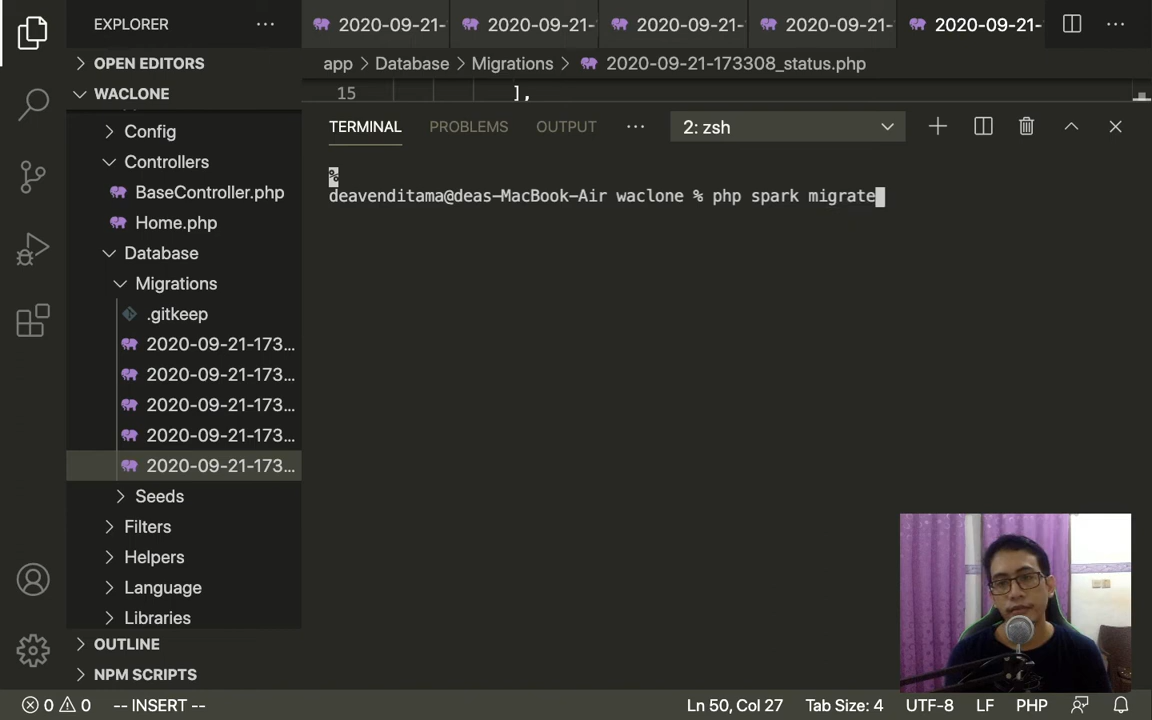 EXPLORER
2020-09-21-
2020-09-21-
2020-09-21-
2020-09-21-
2020-09-21-
OPEN EDITORS
WACLONE
Config
Controllers
BaseController.php
Home.php
Database
Migrations
.gitkeep
2020-09-21-173...
2020-09-21-173...
2020-09-21-173...
2020-09-21-173...
2020-09-21-173...
Seeds
Filters
Helpers
Language
Libraries
OUTLINE
NPM SCRIPTS
app > Database > Migrations > 2020-09-21-173308_status.php
15 ],
TERMINAL PROBLEMS OUTPUT ... 2: zsh
%
deavenditama@deas-MacBook-Air waclone % php spark migrate
0 0 -- INSERT -- Ln 50, Col 27 Tab Size: 4 UTF-8 LF PHP